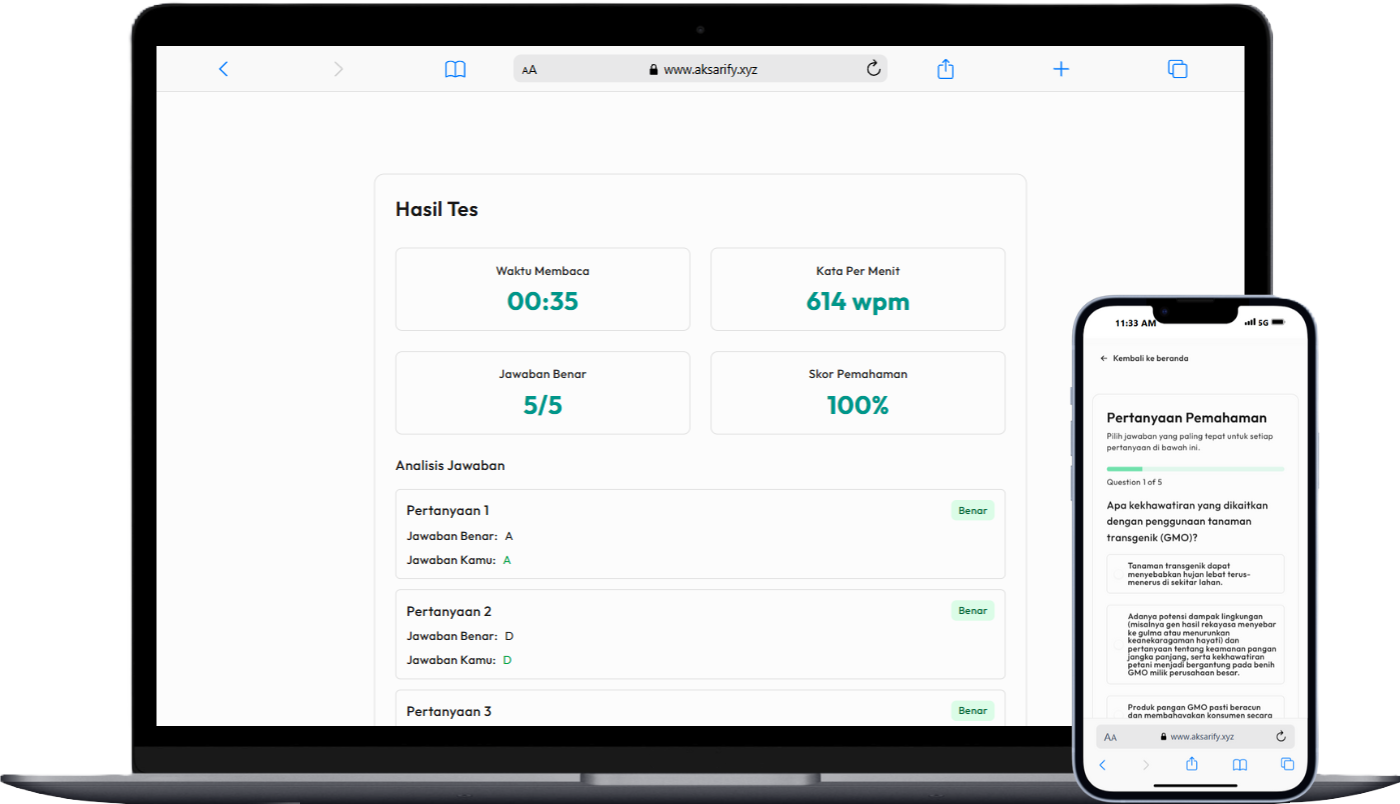 AA
www.aksarify.xyz
Hasil Tes
Waktu Membaca
00:35
Kata Per Menit
614 wpm
Jawaban Benar
5/5
Skor Pemahaman
100%
Analisis Jawaban
Pertanyaan 1
Benar
Jawaban Benar: A
Jawaban Kamu: A
Pertanyaan 2
Benar
Jawaban Benar: D
Jawaban Kamu: D
Pertanyaan 3
Benar
11:33 AM
5G
Kembali ke beranda
Pertanyaan Pemahaman
Pilih jawaban yang paling tepat untuk setiap
pertanyaan di bawah ini.
Question 1 of 5
Apa kekhawatiran yang dikaitkan
dengan penggunaan tanaman
transgenik (GMO)?
Tanaman transgenik dapat
menyebabkan hujan lebat terus-
menerus di sekitar lahan.
Adanya potensi dampak lingkungan
(misalnya gen hasil rekayasa menyebar
ke gulma atau menurunkan
keanekaragaman hayati) dan
pertanyaan tentang keamanan pangan
jangka panjang, serta kekhawatiran
petani menjadi bergantung pada benih
GMO milik perusahaan besar.
Produk pangan GMO pasti beracun
dan membahayakan konsumen secara
AA
www.aksarify.xyz